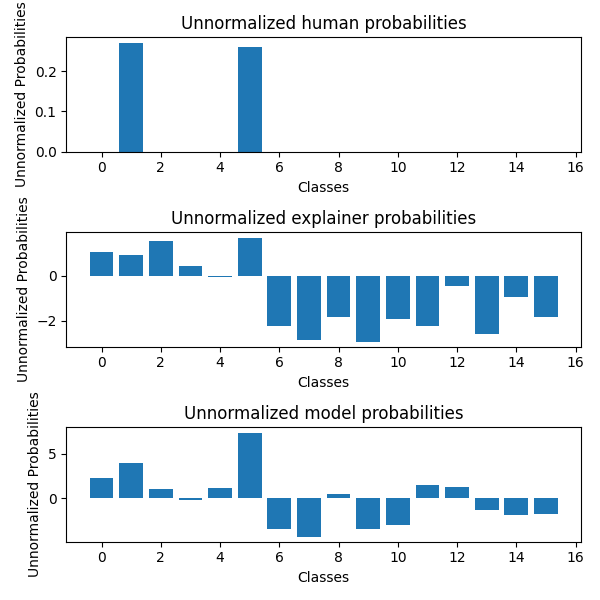 Unnormalized human probabilities
Unnormalized Probabilities
0.2
0.1
0.0
0 2 4 6 8 10 12 14 16
Classes
Unnormalized explainer probabilities
Unnormalized Probabilities
0
−2
0 2 4 6 8 10 12 14 16
Classes
Unnormalized model probabilities
Unnormalized Probabilities
5
0
0 2 4 6 8 10 12 14 16
Classes